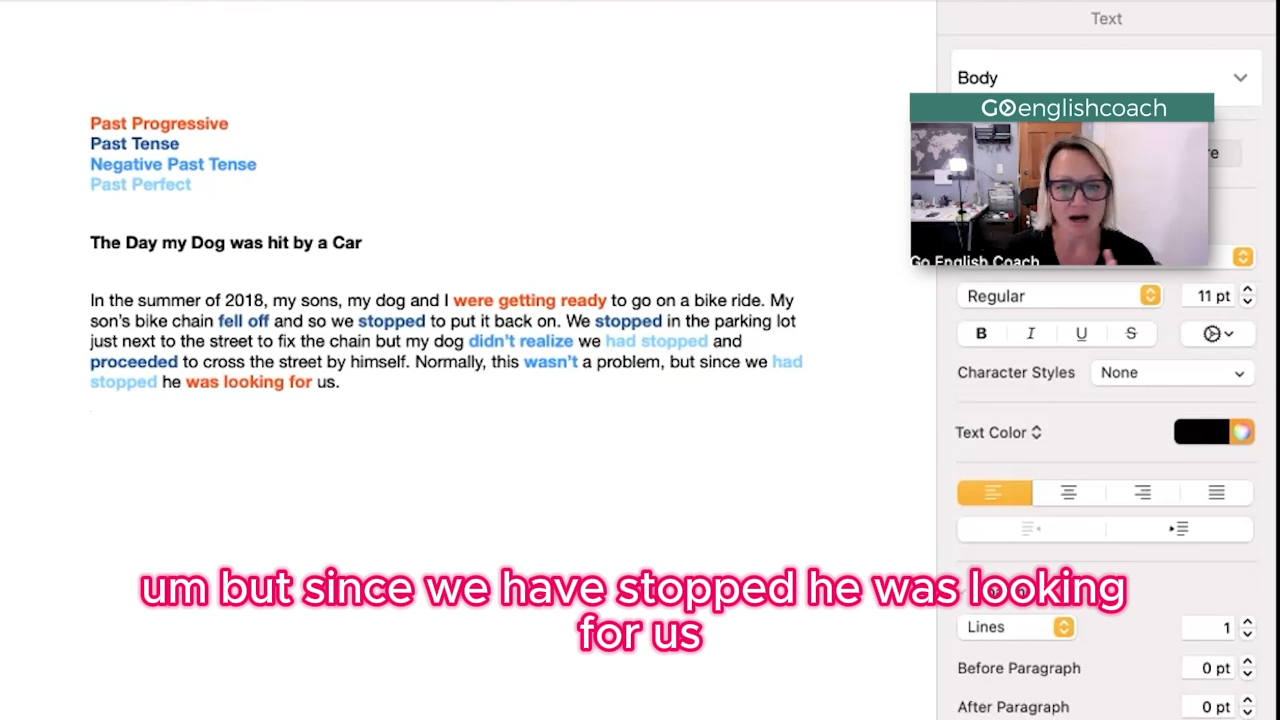 Text
Body
GO englishcoach
re
Past Progressive
Past Tense
Negative Past Tense
Past Perfect
Go English Coach
The Day my Dog was hit by a Car
In the summer of 2018, my sons, my dog and I were getting ready to go on a bike ride. My
son's bike chain fell off and so we stopped to put it back on. We stopped in the parking lot
just next to the street to fix the chain but my dog didn't realize we had stopped and
proceeded to cross the street by himself. Normally, this wasn't a problem, but since we had
stopped he was looking for us.
Regular 11 pt
B I U S
Character Styles None
Text Color
um but since we have stopped he was looking
for us
Lines 1
Before Paragraph 0 pt
After Paragraph 0 pt